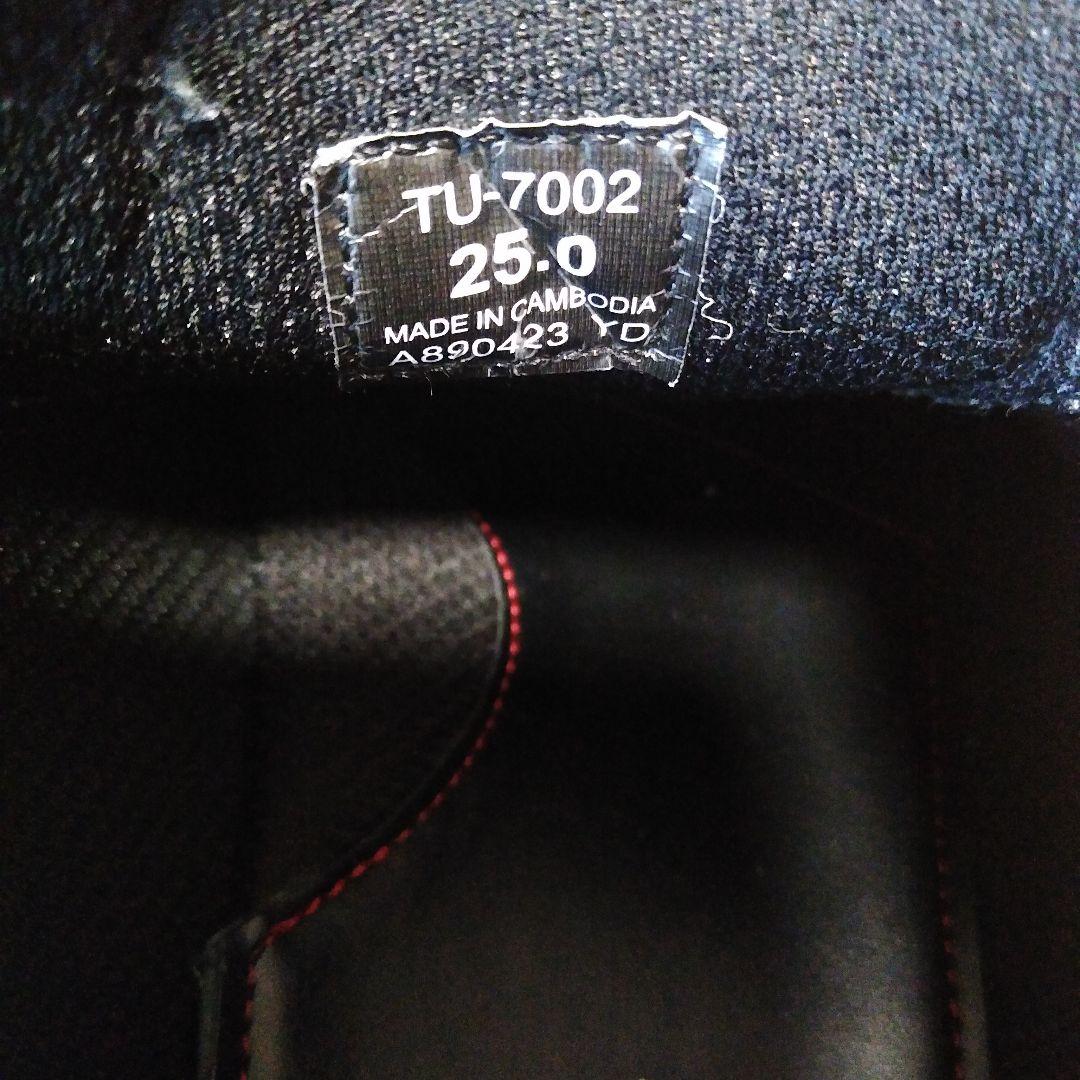 TU-7002
25.0
MADE IN CAMBODIA
A890423 YD